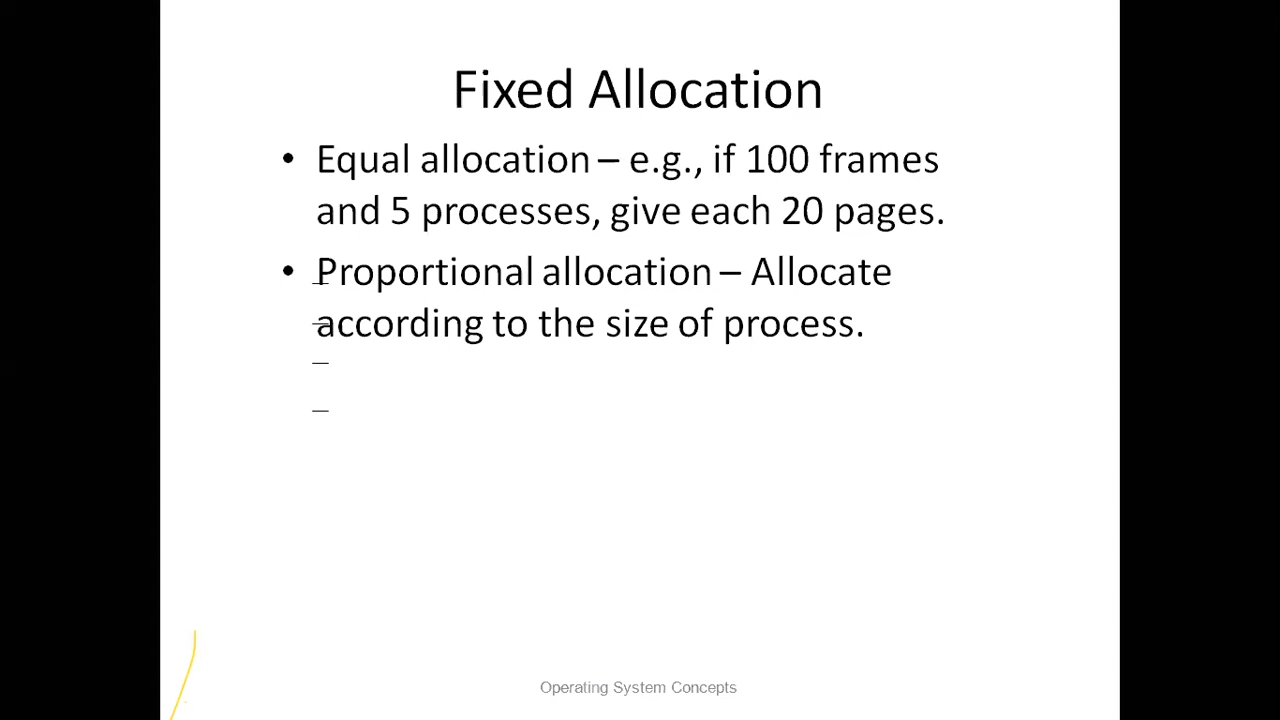 Fixed Allocation
• Equal allocation – e.g., if 100 frames
and 5 processes, give each 20 pages.
• Proportional allocation – Allocate
according to the size of process.
–
–
–
–
Operating System Concepts